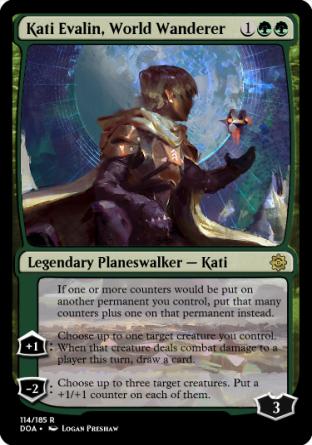 Kati Evalin, World Wanderer 1
Legendary Planeswalker — Kati
If one or more counters would be put on
another permanent you control, put that many
counters plus one on that permanent instead.
+1: Choose up to one target creature you control.
When that creature deals combat damage to a
player this turn, draw a card.
-2: Choose up to three target creatures. Put a
+1/+1 counter on each of them.
3
114/185 R
DOA • Logan Preshaw